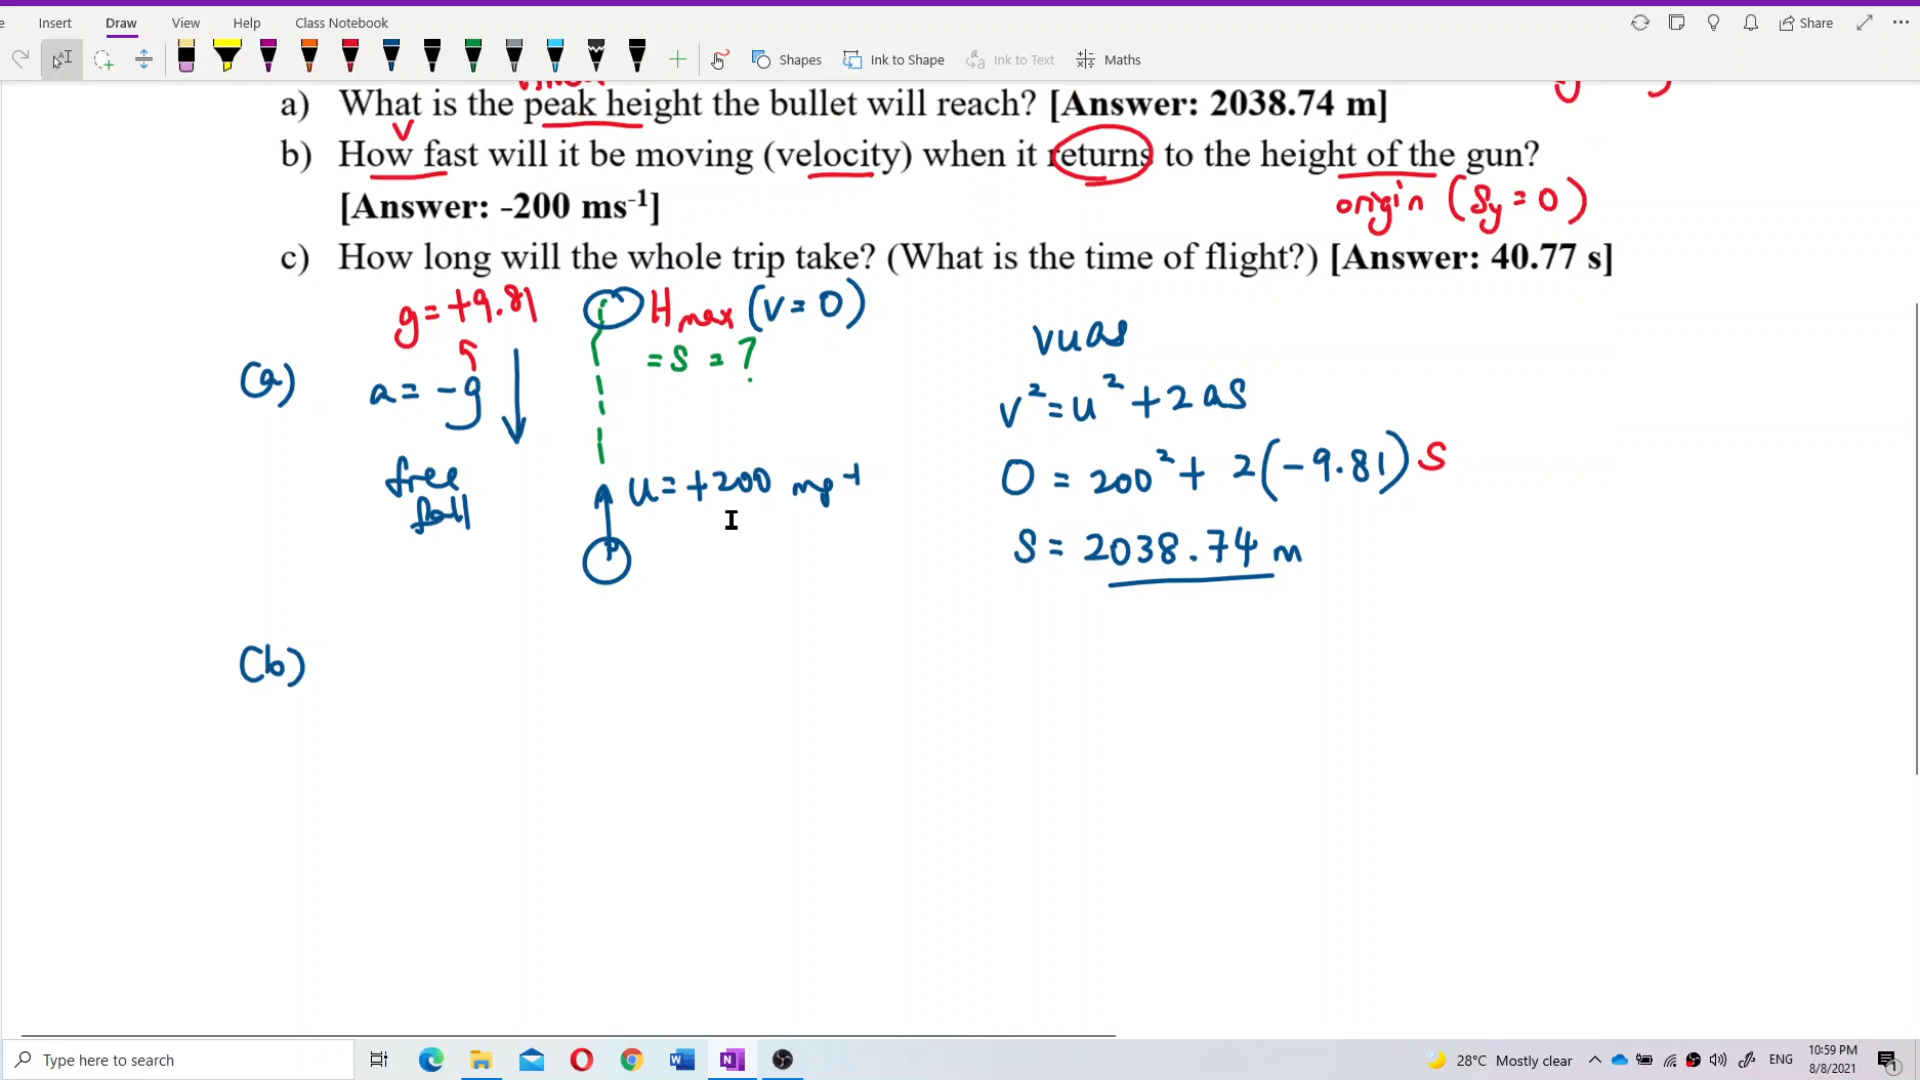 Insert Draw View Help Class Notebook Share
Shapes Ink to Shape Ink to Text Maths
a) What is the peak height the bullet will reach? [Answer: 2038.74 m]
v
b) How fast will it be moving (velocity) when it returns to the height of the gun?
[Answer: -200 ms-1]
origin (Sy = 0)
c) How long will the whole trip take? (What is the time of flight?) [Answer: 40.77 s]
g = +9.81
Hmax (v = 0)
= S = ?
(a) a = -g
free fall
u = +200 ms-1
vuas
v² = u² + 2as
0 = 200² + 2(-9.81) S
S = 2038.74 m
(b)
Type here to search
28°C Mostly clear
ENG
10:59 PM
8/8/2021
1